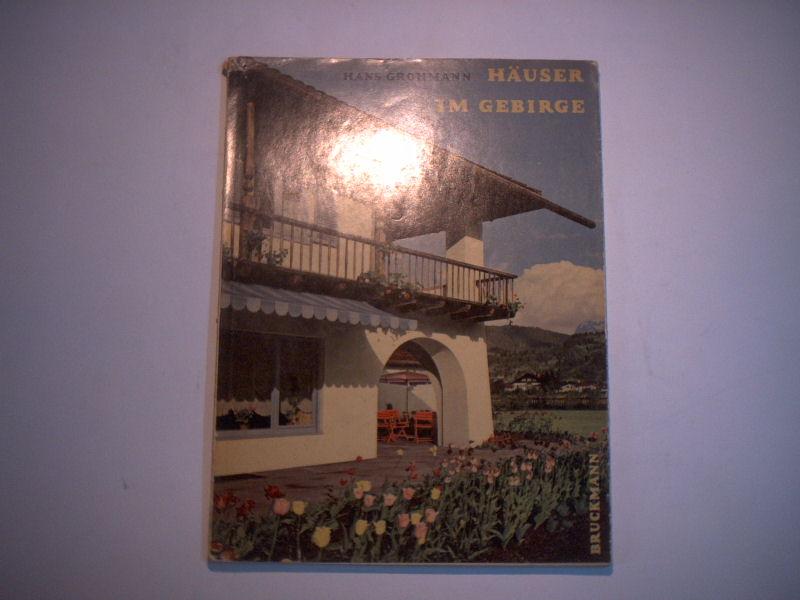 HANS GROHMANN HÄUSER
IM GEBIRGE
BRUCKMANN